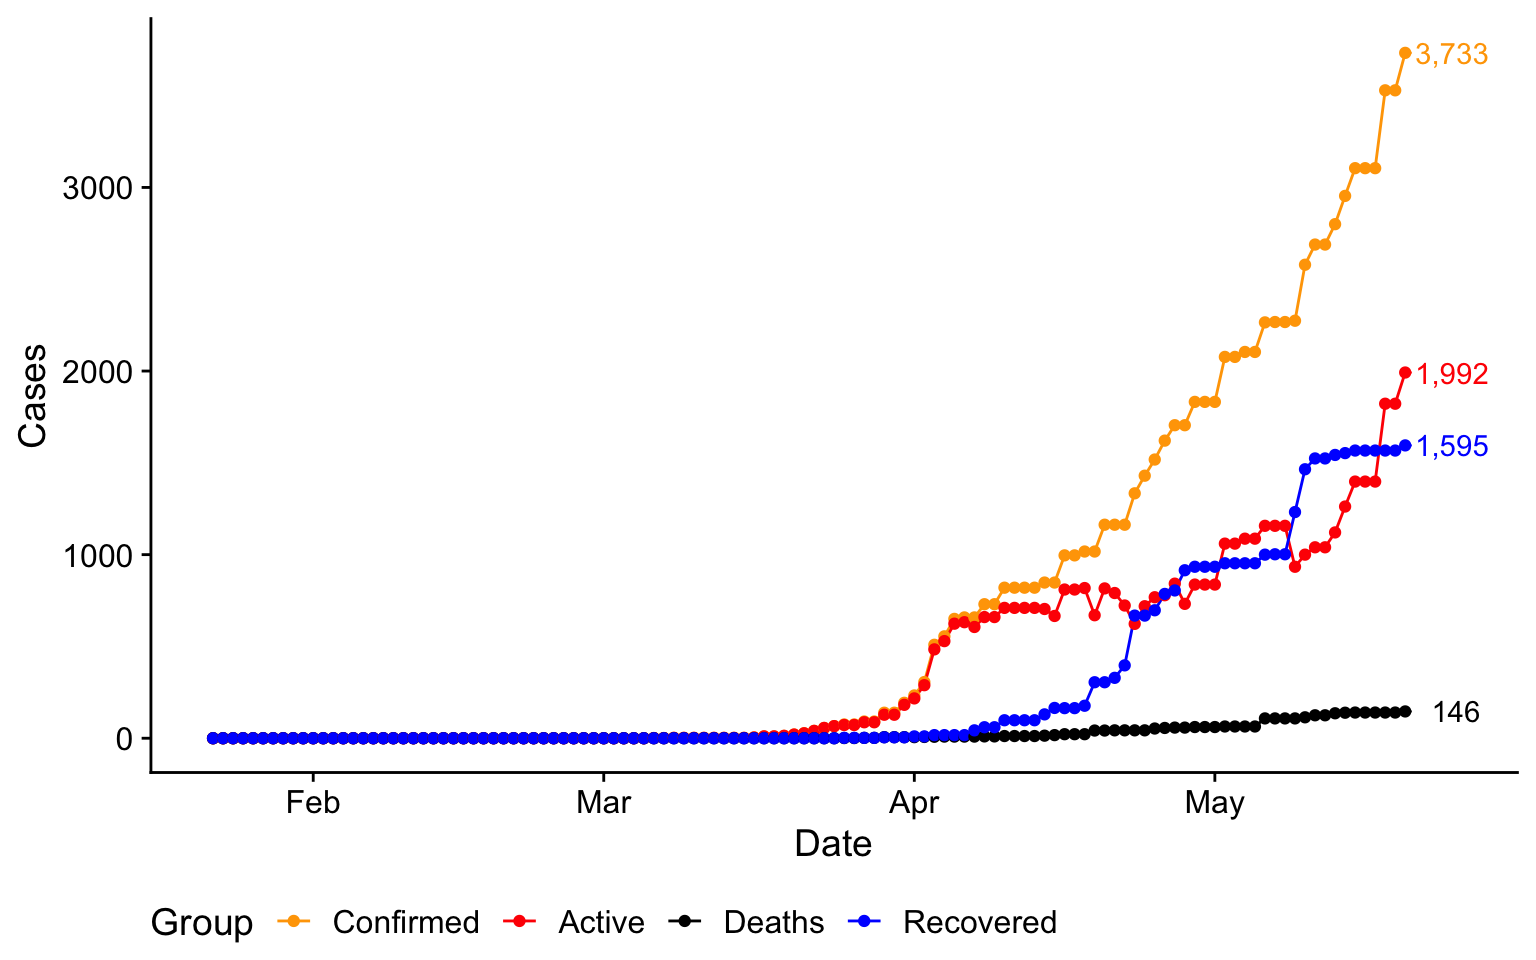 3,733
3000
2000
1,992
1,595
1000
146
0
Cases
Feb Mar Apr May
Date
Group Confirmed Active Deaths Recovered